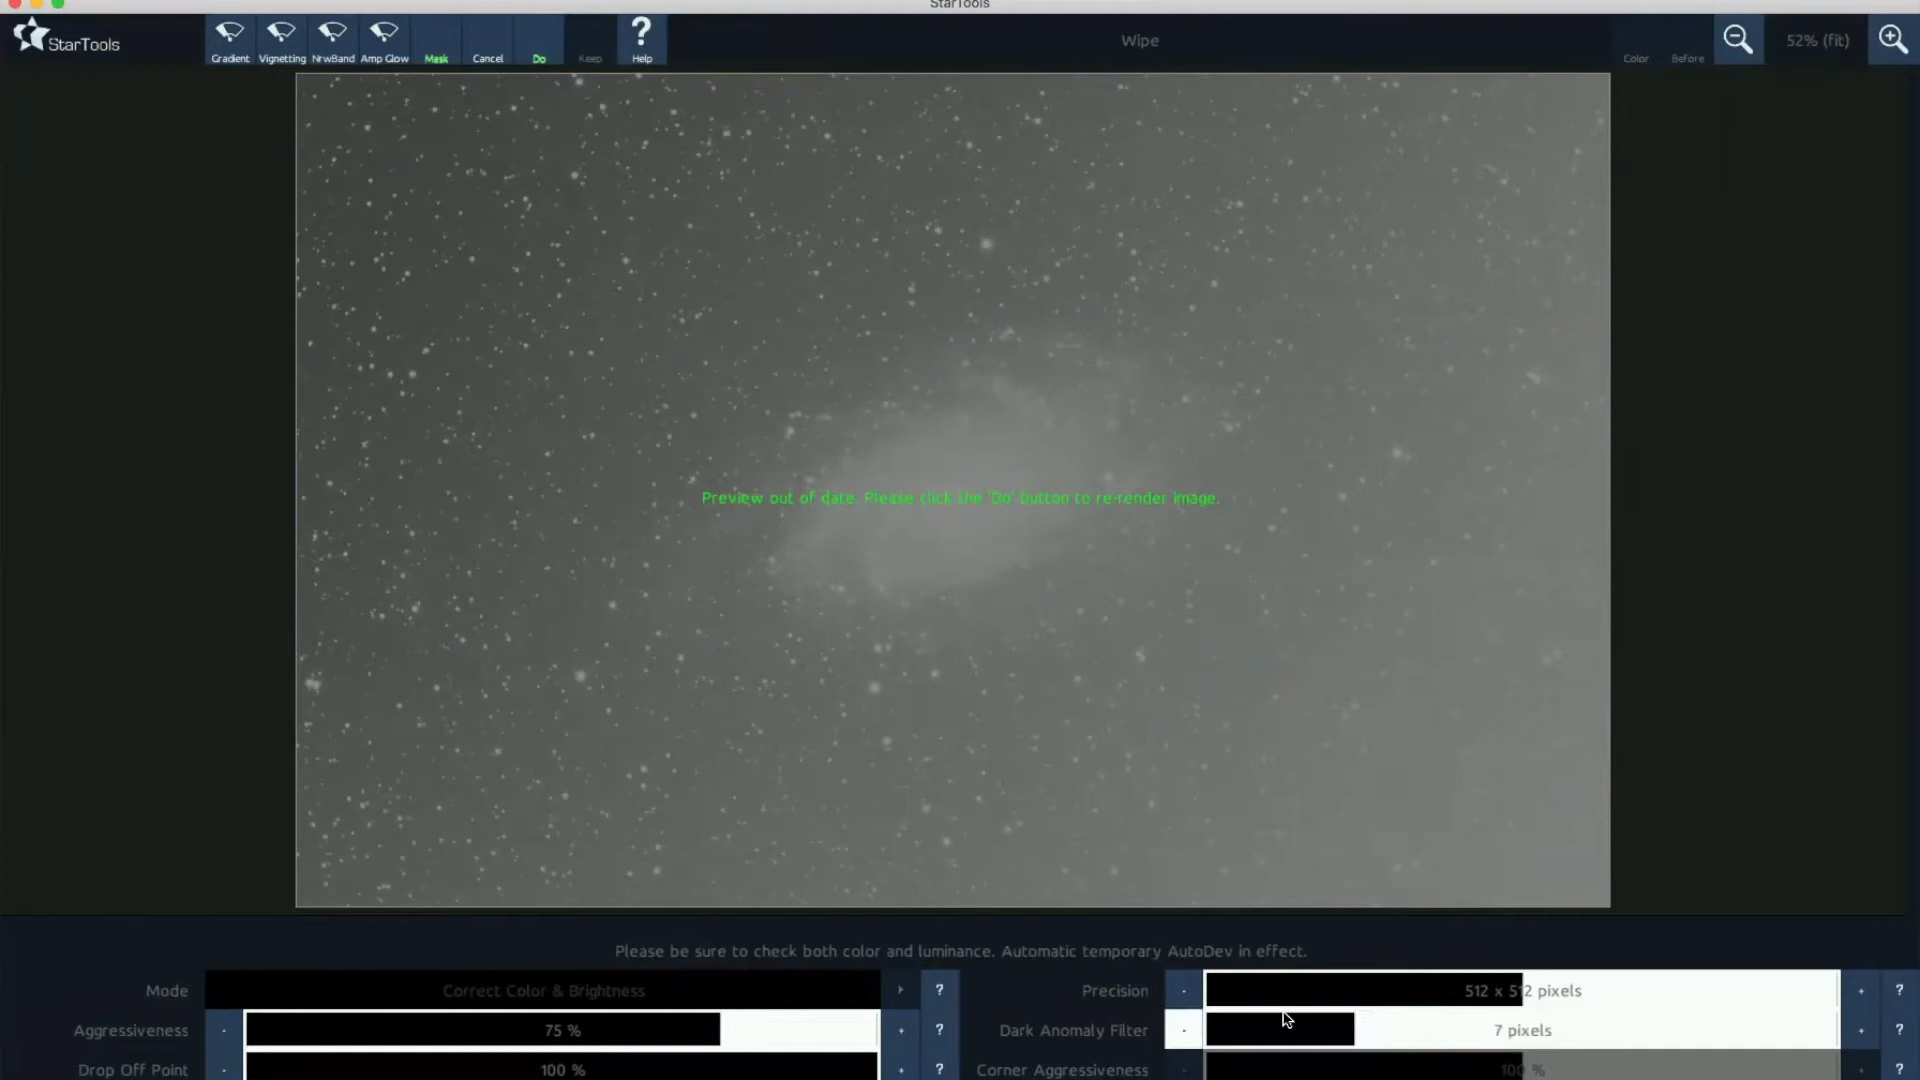 StarTools
StarTools
Gradient
Vignetting
NrwBand
Amp Glow
Mask
Cancel
Do
Keep
?
Help
Wipe
Color
Before
52% (fit)
Preview out of date. Please click the 'Do' button to re-render image.
Please be sure to check both color and luminance. Automatic temporary AutoDev in effect.
Mode
Correct Color & Brightness
?
Precision
-
512 x 512 pixels
+
?
Aggressiveness
-
75 %
+
?
Dark Anomaly Filter
-
7 pixels
+
?
Drop Off Point
-
100 %
+
?
Corner Aggressiveness
-
100 %
+
?